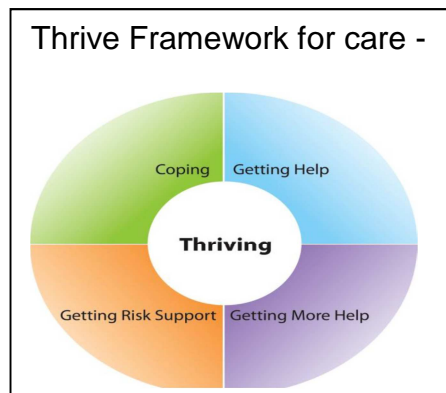 Thrive Framework for care -
Coping
Getting Help
Thriving
Getting Risk Support
Getting More Help